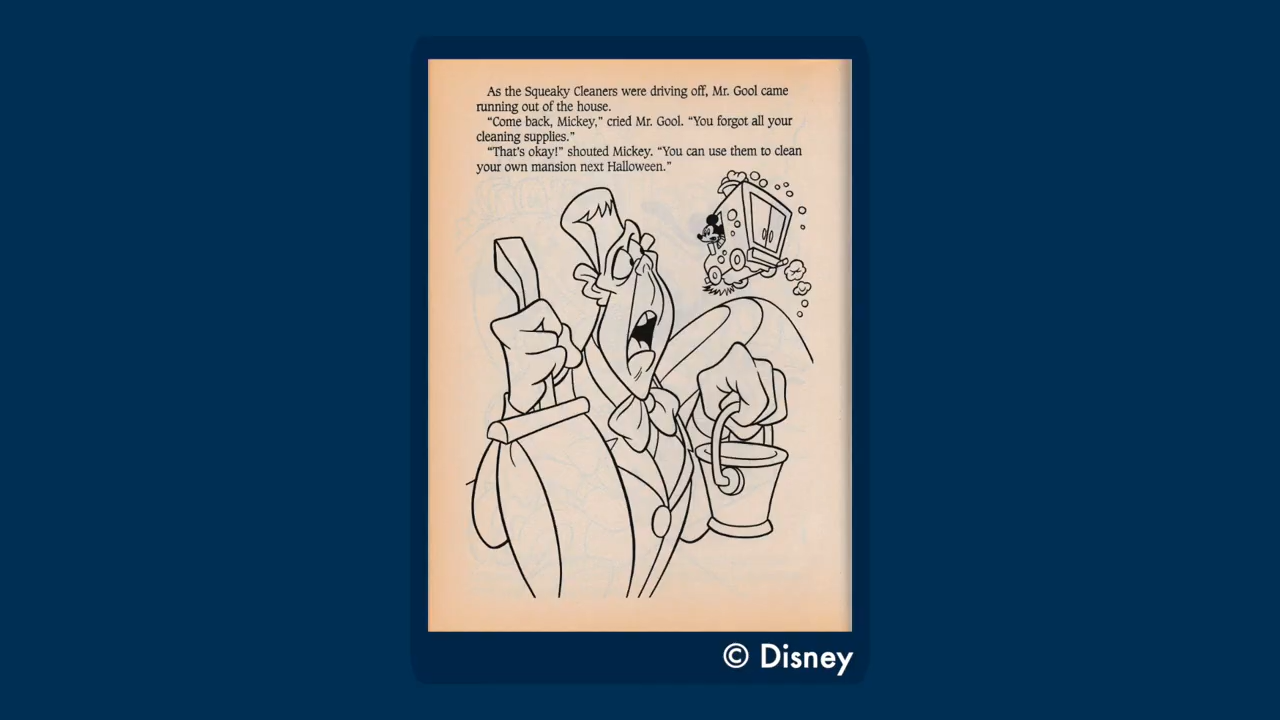 As the Squeaky Cleaners were driving off, Mr. Gool came
running out of the house.
“Come back, Mickey,” cried Mr. Gool. “You forgot all your
cleaning supplies.”
“That's okay!” shouted Mickey. “You can use them to clean
your own mansion next Halloween.”
© Disney